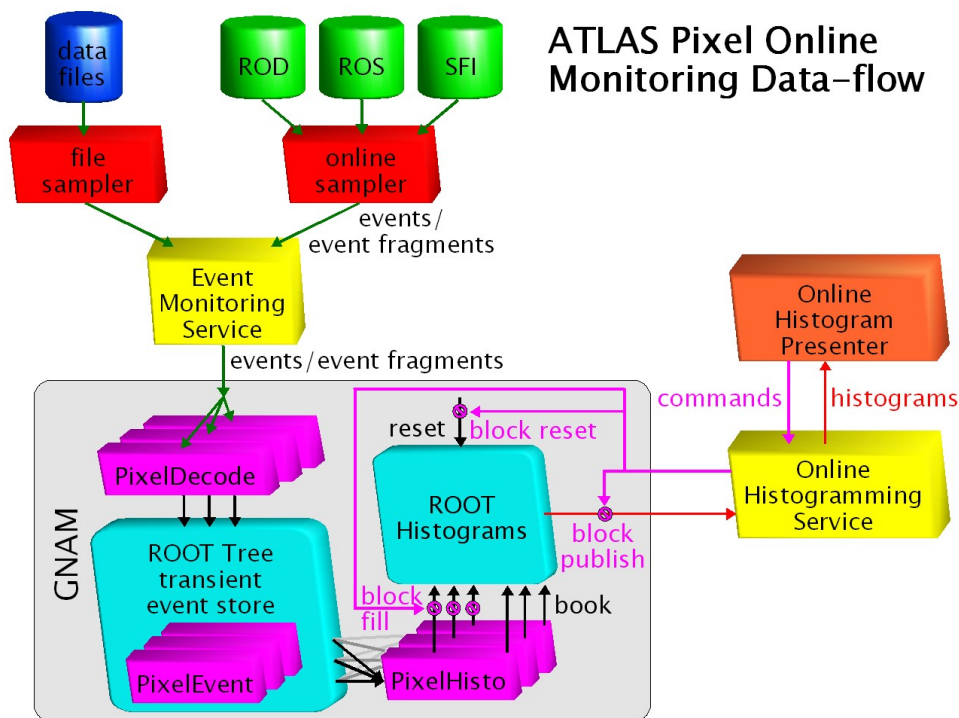 ATLAS Pixel Online
Monitoring Data-flow
data
files
ROD
ROS
SFI
file
sampler
online
sampler
events/
event fragments
Event
Monitoring
Service
events/event fragments
Online
Histogram
Presenter
commands
histograms
Online
Histogramming
Service
GNAM
PixelDecode
reset
block reset
ROOT
Histograms
block
publish
ROOT Tree
transient
event store
block
fill
book
PixelEvent
PixelHisto